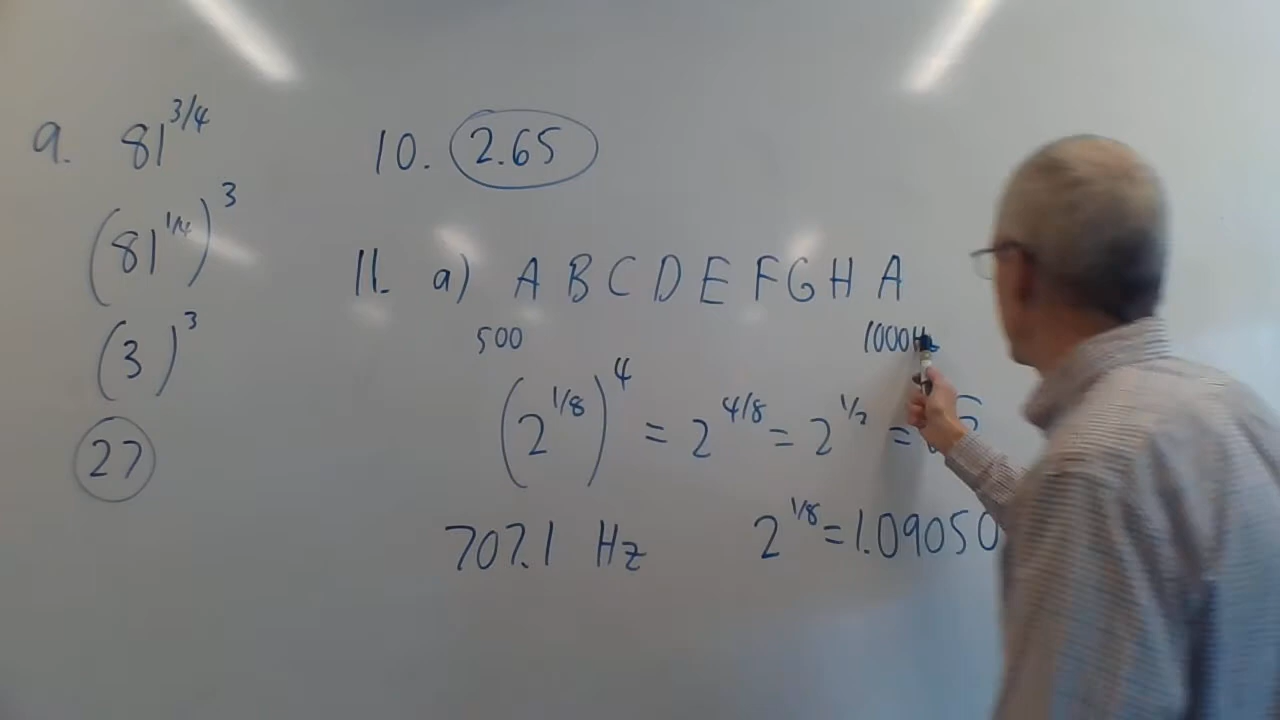 9. 81^3/4
(81^1/4)^3
(3)^3
27
10. 2.65
11. a) A B C D E F G H A
500 1000Hz
(2^1/8)^4 = 2^4/8 = 2^1/2 =
707.1 Hz
2^1/8 = 1.09050